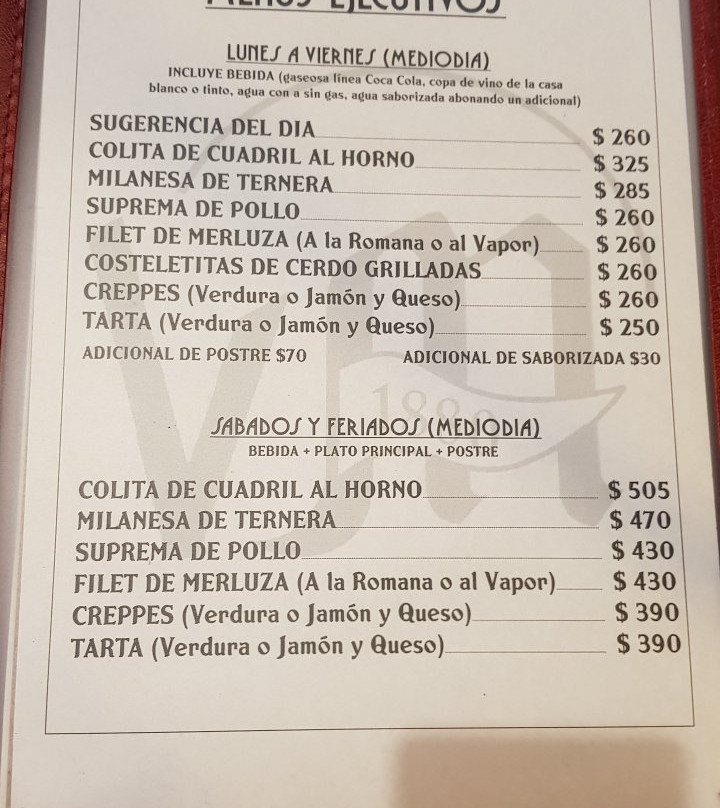 MENUS EJECUTIVOS
LUNES A VIERNES (MEDIODIA)
INCLUYE BEBIDA (gaseosa línea Coca Cola, copa de vino de la casa
blanco o tinto, agua con a sin gas, agua saborizada abonando un adicional)
SUGERENCIA DEL DIA $ 260
COLITA DE CUADRIL AL HORNO $ 325
MILANESA DE TERNERA $ 285
SUPREMA DE POLLO $ 260
FILET DE MERLUZA (A la Romana o al Vapor) $ 260
COSTELETITAS DE CERDO GRILLADAS $ 260
CREPPES (Verdura o Jamón y Queso) $ 260
TARTA (Verdura o Jamón y Queso) $ 250
ADICIONAL DE POSTRE $70 ADICIONAL DE SABORIZADA $30
SABADOS Y FERIADOS (MEDIODIA)
BEBIDA + PLATO PRINCIPAL + POSTRE
COLITA DE CUADRIL AL HORNO $ 505
MILANESA DE TERNERA $ 470
SUPREMA DE POLLO $ 430
FILET DE MERLUZA (A la Romana o al Vapor) $ 430
CREPPES (Verdura o Jamón y Queso) $ 390
TARTA (Verdura o Jamón y Queso) $ 390